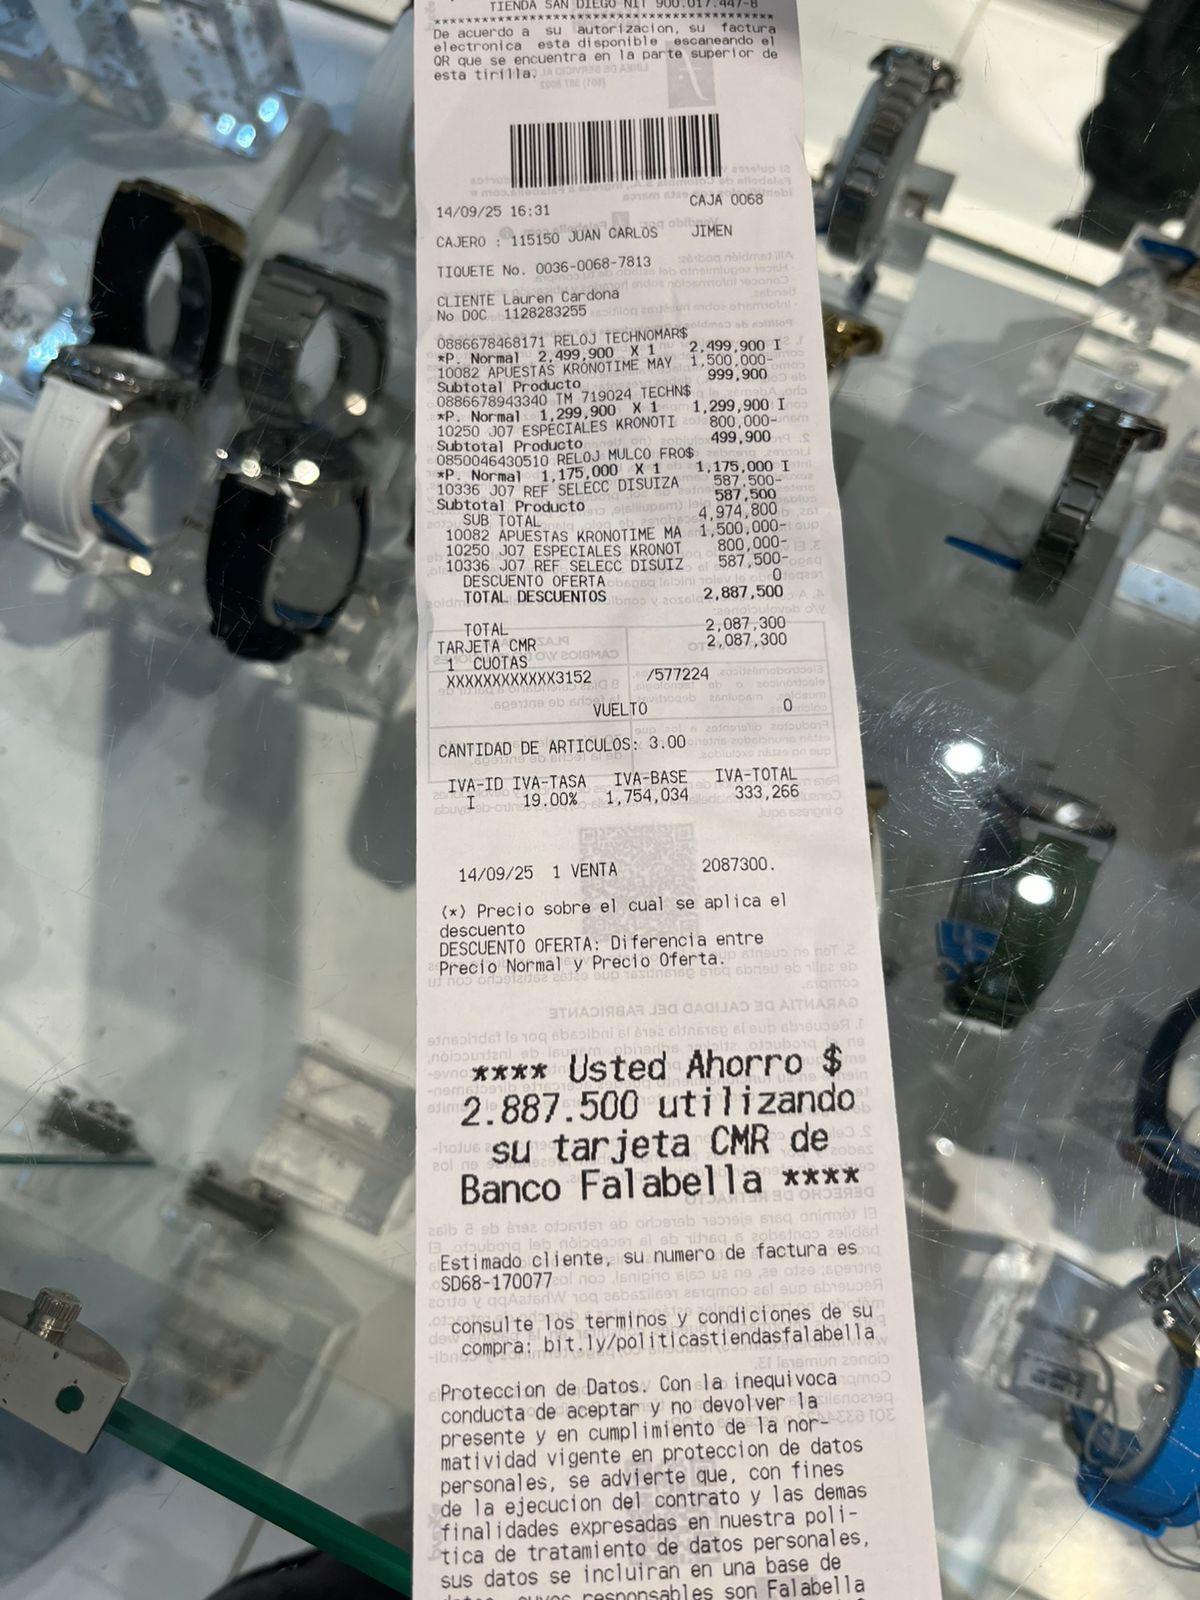 TIENDA SAN DIEGO NIT 900.017.447-8
****************************************
De acuerdo a su autorizacion, su factura
electronica esta disponible escaneando el
QR que se encuentra en la parte superior de
esta tirilla.
14/09/25 16:31 CAJA 0068
CAJERO : 115150 JUAN CARLOS JIMEN
TIQUETE No. 0036-0068-7813
CLIENTE Lauren Cardona
No DOC 1128283255
0886678468171 RELOJ TECHNOMAR$
*P. Normal 2,499,900 X 1 2,499,900 I
10082 APUESTAS KRONOTIME MAY 1,500,000-
Subtotal Producto 999,900
0886678943340 TM 719024 TECHN$
*P. Normal 1,299,900 X 1 1,299,900 I
10250 J07 ESPECIALES KRONOTI 800,000-
Subtotal Producto 499,900
0850046430510 RELOJ MULCO FRO$
*P. Normal 1,175,000 X 1 1,175,000 I
10336 J07 REF SELECC DISUIZA 587,500-
Subtotal Producto 587,500
SUB TOTAL 4,974,800
10082 APUESTAS KRONOTIME MA 1,500,000-
10250 J07 ESPECIALES KRONOT 800,000-
10336 J07 REF SELECC DISUIZ 587,500-
DESCUENTO OFERTA 0
TOTAL DESCUENTOS 2,887,500
TOTAL 2,087,300
TARJETA CMR 2,087,300
1 CUOTAS
XXXXXXXXXXXX3152 /577224
VUELTO 0
CANTIDAD DE ARTICULOS: 3.00
IVA-ID IVA-TASA IVA-BASE IVA-TOTAL
I 19.00% 1,754,034 333,266
14/09/25 1 VENTA 2087300.
(*) Precio sobre el cual se aplica el
descuento
DESCUENTO OFERTA: Diferencia entre
Precio Normal y Precio Oferta.
**** Usted Ahorro $
2.887.500 utilizando
su tarjeta CMR de
Banco Falabella ****
Estimado cliente, su numero de factura es
SD68-170077
consulte los terminos y condiciones de su
compra: bit.ly/politicastiendasfalabella
Proteccion de Datos. Con la inequivoca
conducta de aceptar y no devolver la
presente y en cumplimiento de la nor-
matividad vigente en proteccion de datos
personales, se advierte que, con fines
de la ejecucion del contrato y las demas
finalidades expresadas en nuestra poli-
tica de tratamiento de datos personales,
sus datos se incluiran en una base de
datos, cuyos responsables son Falabella